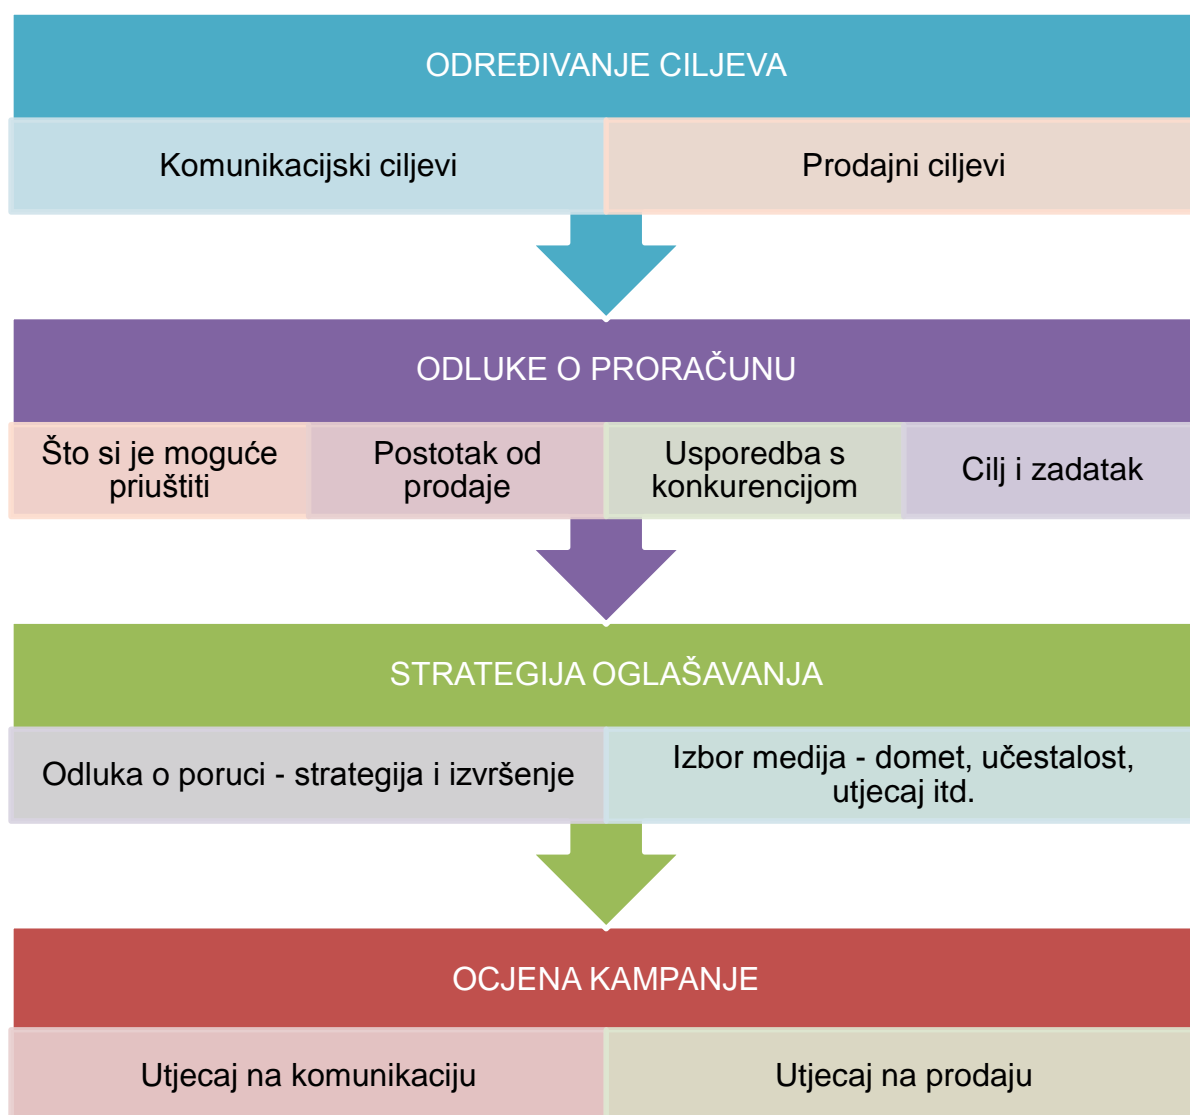 ODREĐIVANJE CILJEVA
Komunikacijski ciljevi
Prodajni ciljevi
ODLUKE O PRORAČUNU
Što si je moguće
priuštiti
Postotak od
prodaje
Usporedba s
konkurencijom
Cilj i zadatak
STRATEGIJA OGLAŠAVANJA
Odluka o poruci - strategija i izvršenje
Izbor medija - domet, učestalost,
utjecaj itd.
OCJENA KAMPANJE
Utjecaj na komunikaciju
Utjecaj na prodaju